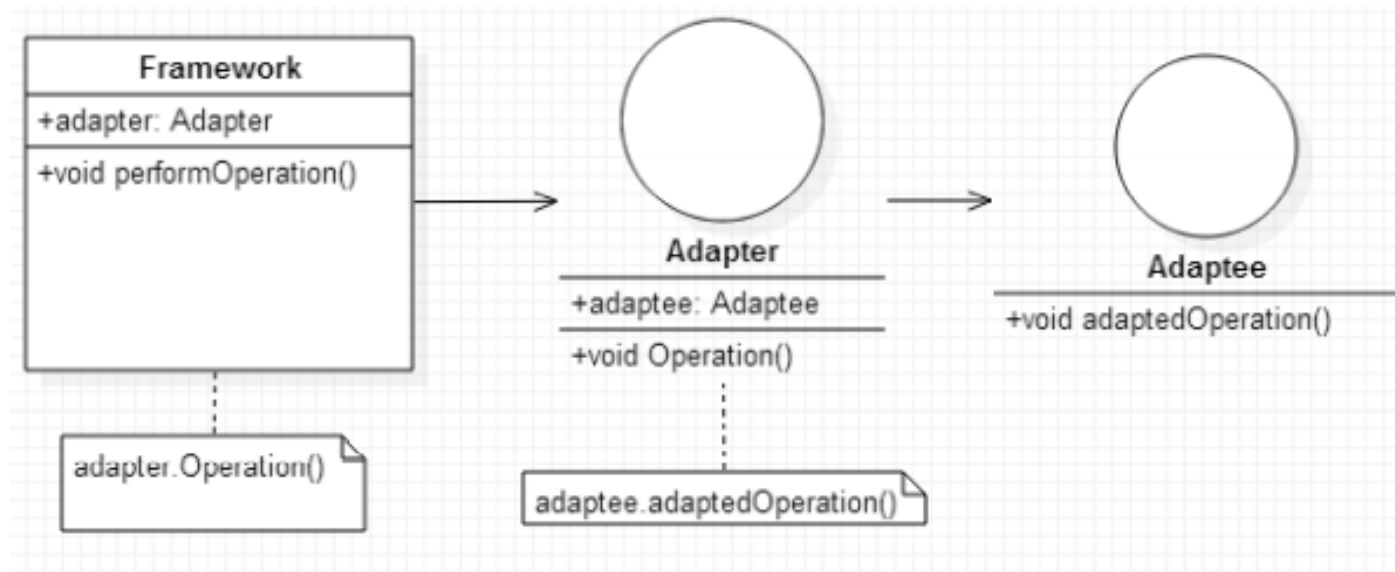 Framework
+adapter: Adapter
+void performOperation()
adapter.Operation()
Adapter
+adaptee: Adaptee
+void Operation()
adaptee.adaptedOperation()
Adaptee
+void adaptedOperation()